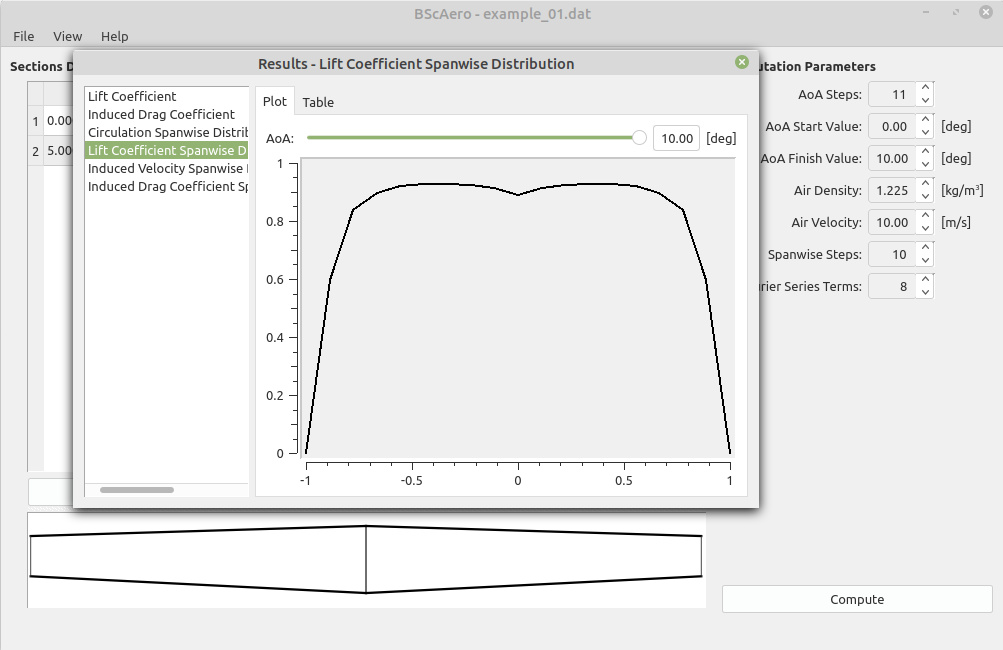 BScAero - example_01.dat
File View Help
Sections D
1 0.00
2 5.00
Results - Lift Coefficient Spanwise Distribution
Lift Coefficient
Induced Drag Coefficient
Circulation Spanwise Distrib
Lift Coefficient Spanwise D
Induced Velocity Spanwise
Induced Drag Coefficient Sp
Plot Table
AoA: 10.00 [deg]
1
0.8
0.6
0.4
0.2
0
-1 -0.5 0 0.5 1
utation Parameters
AoA Steps: 11
AoA Start Value: 0.00 [deg]
AoA Finish Value: 10.00 [deg]
Air Density: 1.225 [kg/m³]
Air Velocity: 10.00 [m/s]
Spanwise Steps: 10
rier Series Terms: 8
Compute